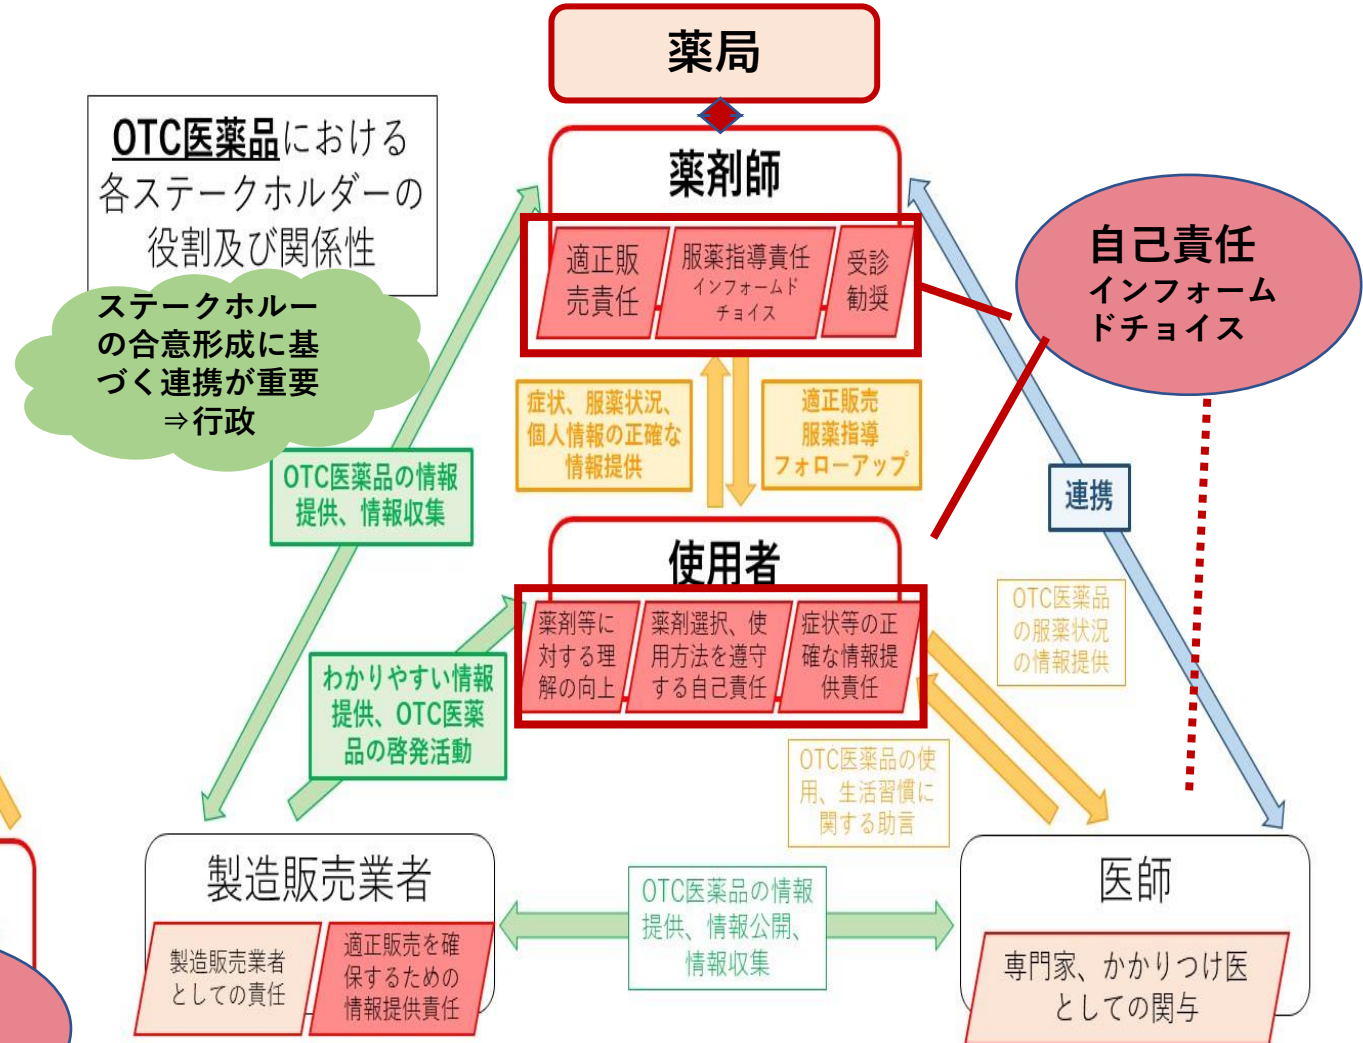 薬局
OTC医薬品における
各ステークホルダーの
役割及び関係性
ステークホルー
の合意形成に基
づく連携が重要
⇒行政
薬剤師
適正販
売責任
服薬指導責任
インフォームド
チョイス
受診
勧奨
自己責任
インフォーム
ドチョイス
症状、服薬状況、
個人情報の正確な
情報提供
適正販売
服薬指導
フォローアップ
OTC医薬品の情報
提供、情報収集
連携
使用者
薬剤等に
対する理
解の向上
薬剤選択、使
用方法を遵守
する自己責任
症状等の正
確な情報提
供責任
OTC医薬品
の服薬状況
の情報提供
わかりやすい情報
提供、OTC医薬
品の啓発活動
OTC医薬品の使
用、生活習慣に
関する助言
製造販売業者
製造販売業者
としての責任
適正販売を確
保するための
情報提供責任
OTC医薬品の情報
提供、情報公開、
情報収集
医師
専門家、かかりつけ医
としての関与